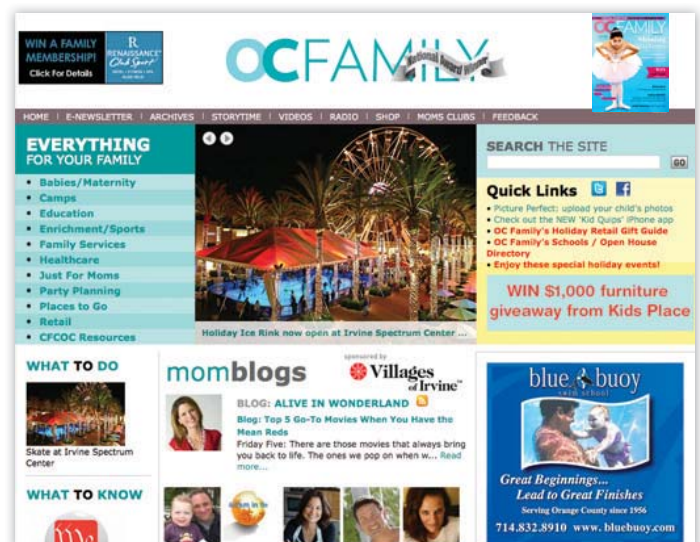 WIN A FAMILY
MEMBERSHIP!
Click For Details
R
RENAISSANCE®
Club Sport®
OCFAMILY
National Award Winner
HOME | E-NEWSLETTER | ARCHIVES | STORYTIME | VIDEOS | RADIO | SHOP | MOMS CLUBS | FEEDBACK
EVERYTHING
FOR YOUR FAMILY
• Babies/Maternity
• Camps
• Education
• Enrichment/Sports
• Family Services
• Healthcare
• Just For Moms
• Party Planning
• Places to Go
• Retail
• CFCOC Resources
Holiday Ice Rink now open at Irvine Spectrum Center ...
SEARCH THE SITE
GO
Quick Links
• Picture Perfect: upload your child's photos
• Check out the NEW 'Kid Quips' iPhone app
• OC Family's Holiday Retail Gift Guide
• OC Family's Schools / Open House
Directory
• Enjoy these special holiday events!
WIN $1,000 furniture
giveaway from Kids Place
WHAT TO DO
Skate at Irvine Spectrum
Center
WHAT TO KNOW
We
momblogs
sponsored by
Villages
of Irvine™
BLOG: ALIVE IN WONDERLAND
Blog: Top 5 Go-To Movies When You Have the
Mean Reds
Friday Five: There are those movies that always bring
you back to life. The ones we pop on when w... Read
more...
blue buoy
swim school
Great Beginnings...
Lead to Great Finishes
Serving Orange County since 1956
714.832.8910 www.bluebuoy.com